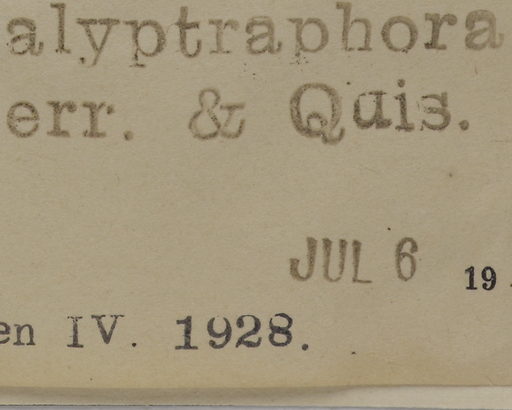 alyptraphora
err. & Quis.
JUL 6 19
en IV. 1928.